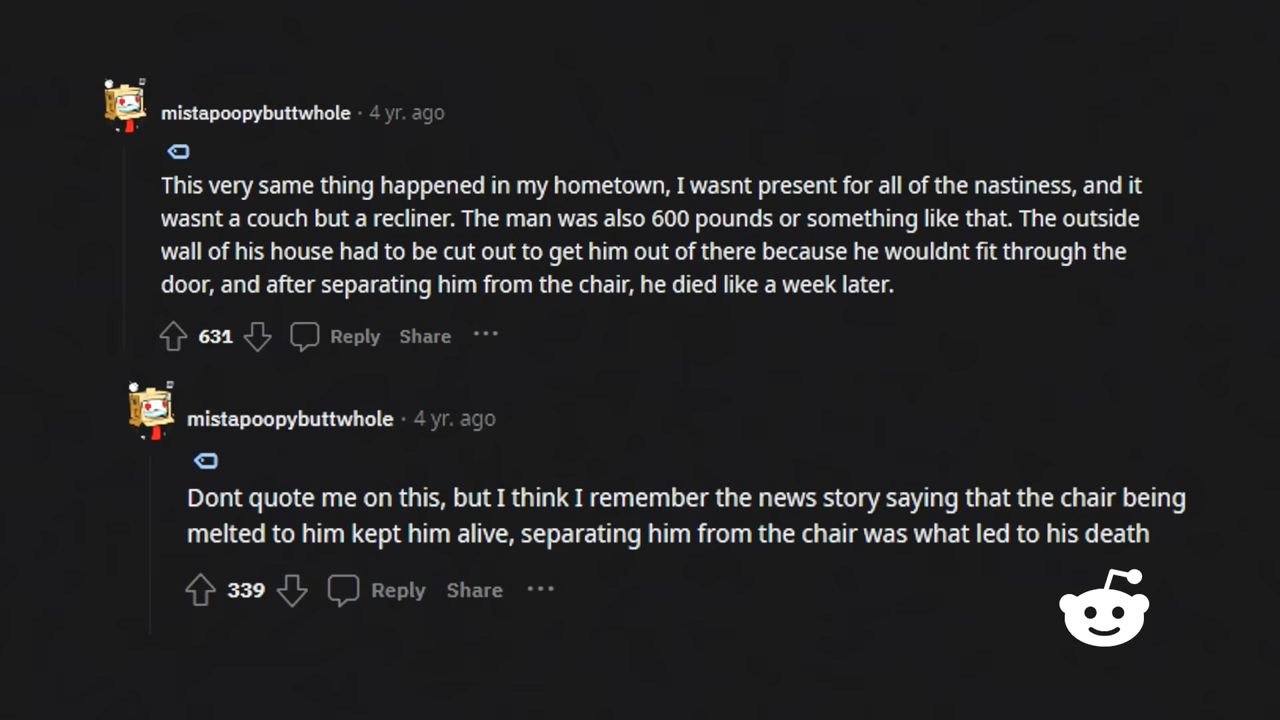 mistapoopybuttwhole · 4 yr. ago
This very same thing happened in my hometown, I wasnt present for all of the nastiness, and it
wasnt a couch but a recliner. The man was also 600 pounds or something like that. The outside
wall of his house had to be cut out to get him out of there because he wouldnt fit through the
door, and after separating him from the chair, he died like a week later.
631 Reply Share ···
mistapoopybuttwhole · 4 yr. ago
Dont quote me on this, but I think I remember the news story saying that the chair being
melted to him kept him alive, separating him from the chair was what led to his death
339 Reply Share ···